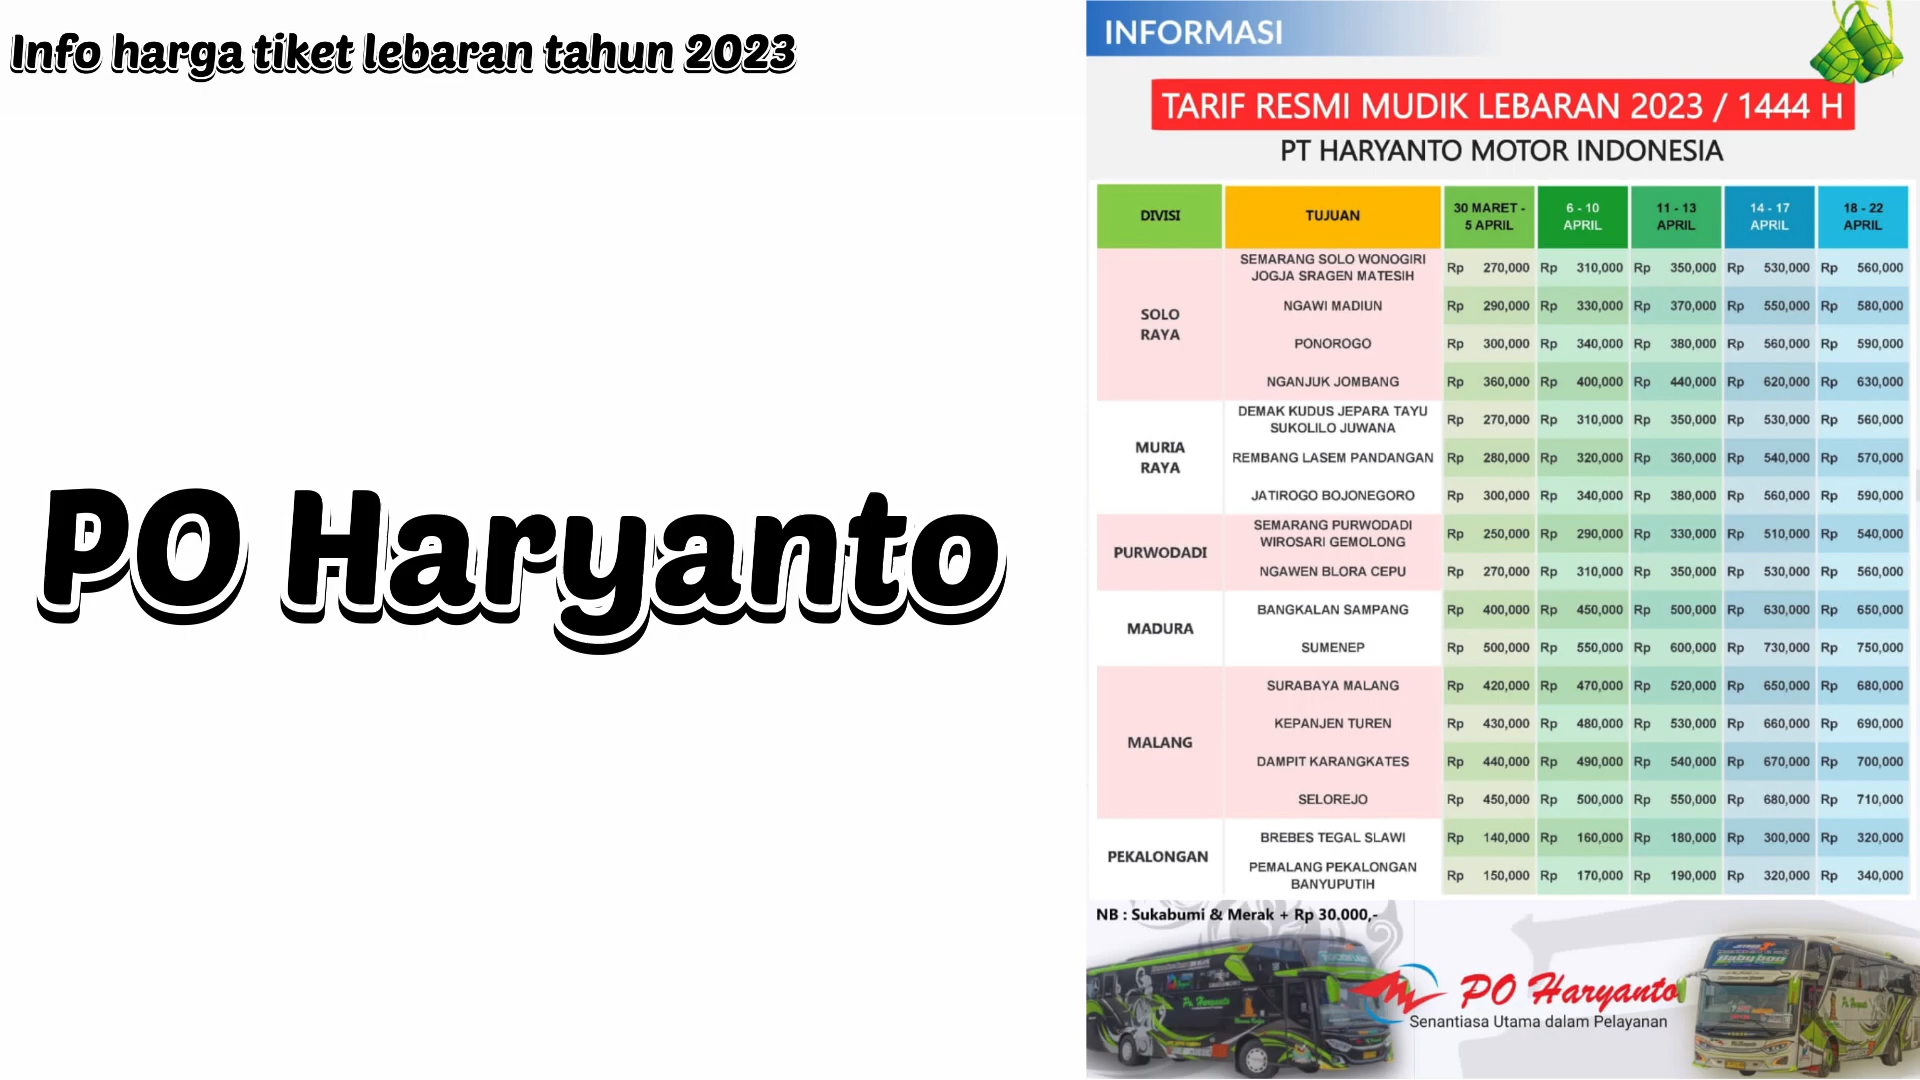 Info harga tiket lebaran tahun 2023
PO Haryanto
INFORMASI
TARIF RESMI MUDIK LEBARAN 2023 / 1444 H
PT HARYANTO MOTOR INDONESIA
DIVISI TUJUAN 30 MARET - 5 APRIL 6 - 10 APRIL 11 - 13 APRIL 14 - 17 APRIL 18 - 22 APRIL
SOLO RAYA
SEMARANG SOLO WONOGIRI JOGJA SRAGEN MATESIH Rp 270,000 Rp 310,000 Rp 350,000 Rp 530,000 Rp 560,000
NGAWI MADIUN Rp 290,000 Rp 330,000 Rp 370,000 Rp 550,000 Rp 580,000
PONOROGO Rp 300,000 Rp 340,000 Rp 380,000 Rp 560,000 Rp 590,000
NGANJUK JOMBANG Rp 360,000 Rp 400,000 Rp 440,000 Rp 620,000 Rp 630,000
MURIA RAYA
DEMAK KUDUS JEPARA TAYU SUKOLILO JUWANA Rp 270,000 Rp 310,000 Rp 350,000 Rp 530,000 Rp 560,000
REMBANG LASEM PANDANGAN Rp 280,000 Rp 320,000 Rp 360,000 Rp 540,000 Rp 570,000
JATIROGO BOJONEGORO Rp 300,000 Rp 340,000 Rp 380,000 Rp 560,000 Rp 590,000
PURWODADI
SEMARANG PURWODADI WIROSARI GEMOLONG Rp 250,000 Rp 290,000 Rp 330,000 Rp 510,000 Rp 540,000
NGAWEN BLORA CEPU Rp 270,000 Rp 310,000 Rp 350,000 Rp 530,000 Rp 560,000
MADURA
BANGKALAN SAMPANG Rp 400,000 Rp 450,000 Rp 500,000 Rp 630,000 Rp 650,000
SUMENEP Rp 500,000 Rp 550,000 Rp 600,000 Rp 730,000 Rp 750,000
MALANG
SURABAYA MALANG Rp 420,000 Rp 470,000 Rp 520,000 Rp 650,000 Rp 680,000
KEPANJEN TUREN Rp 430,000 Rp 480,000 Rp 530,000 Rp 660,000 Rp 690,000
DAMPIT KARANGKATES Rp 440,000 Rp 490,000 Rp 540,000 Rp 670,000 Rp 700,000
SELOREJO Rp 450,000 Rp 500,000 Rp 550,000 Rp 680,000 Rp 710,000
PEKALONGAN
BREBES TEGAL SLAWI Rp 140,000 Rp 160,000 Rp 180,000 Rp 300,000 Rp 320,000
PEMALANG PEKALONGAN BANYUPUTIH Rp 150,000 Rp 170,000 Rp 190,000 Rp 320,000 Rp 340,000
NB : Sukabumi & Merak + Rp 30.000,-
PO Haryanto
Senantiasa Utama dalam Pelayanan